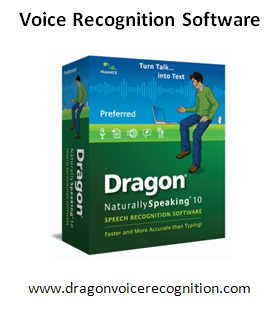 Voice Recognition Software
NUANCE
Turn Talk...
into Text
Preferred
Dragon
NaturallySpeaking 10
SPEECH RECOGNITION SOFTWARE
Faster and More Accurate than Typing!
www.dragonvoicerecognition.com